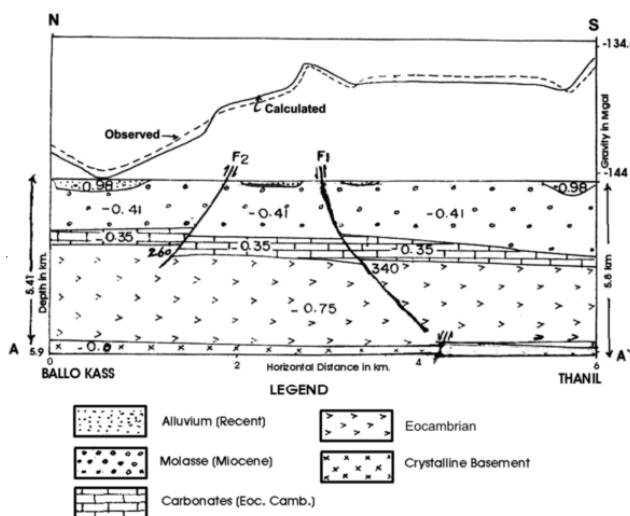 N S
-134.
Observed
Calculated
Gravity in Mgal
F2 F1
-144
-0.98 -0.98
-0.41 -0.41 -0.41
-0.35 -0.35 -0.35
260 340
-0.75
5.41
Depth in km.
5.8 km
A 5.9 0 2 4 6 A'
BALLO KASS Horizontal Distance in km. THANIL
LEGEND
Alluvium (Recent) Eocambrian
Molasse (Miocene) Crystalline Basement
Carbonates (Eoc. Camb.)